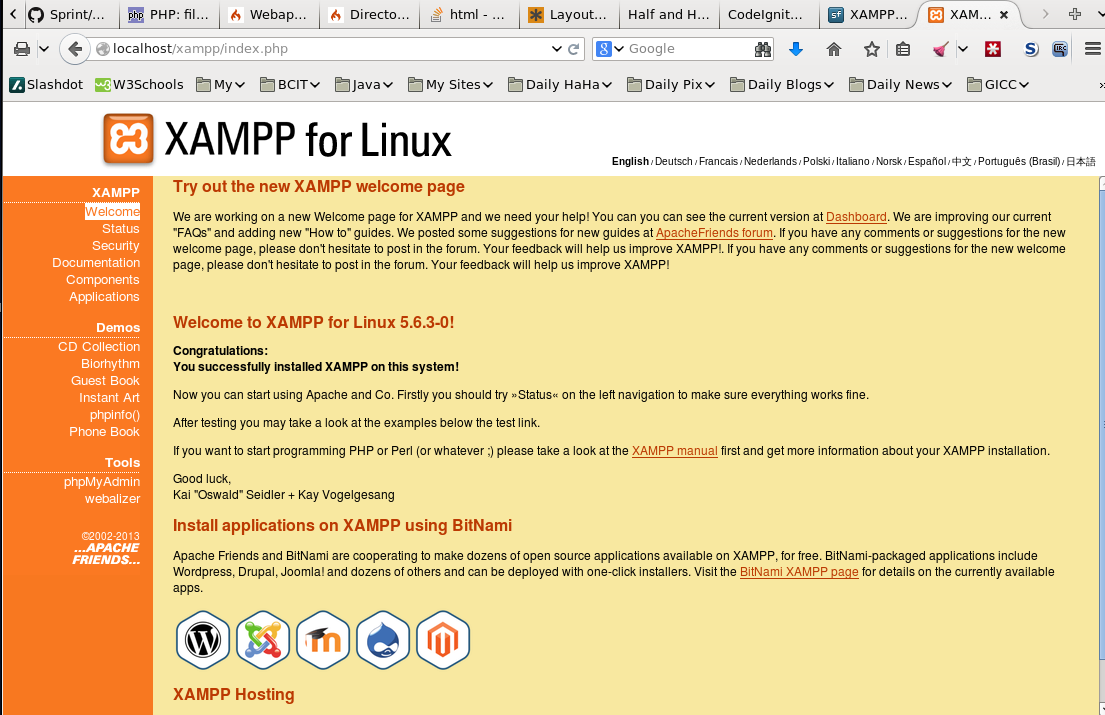 Sprint/...
php PHP: fil...
Webap...
Directo...
html - ...
Layout...
Half and H...
CodeIgnit...
sf XAMPP...
XAM...
localhost/xampp/index.php
8 Google
S
IRC
Slashdot
W3 W3Schools
My
BCIT
Java
My Sites
Daily HaHa
Daily Pix
Daily Blogs
Daily News
GICC
»
XAMPP for Linux
English / Deutsch / Francais / Nederlands / Polski / Italiano / Norsk / Español / 中文 / Português (Brasil) / 日本語
XAMPP
Welcome
Status
Security
Documentation
Components
Applications
Demos
CD Collection
Biorhythm
Guest Book
Instant Art
phpinfo()
Phone Book
Tools
phpMyAdmin
webalizer
©2002-2013
...APACHE
FRIENDS...
Try out the new XAMPP welcome page
We are working on a new Welcome page for XAMPP and we need your help! You can you can see the current version at Dashboard. We are improving our current
"FAQs" and adding new "How to" guides. We posted some suggestions for new guides at ApacheFriends forum. If you have any comments or suggestions for the new
welcome page, please don't hesitate to post in the forum. Your feedback will help us improve XAMPP!. If you have any comments or suggestions for the new welcome
page, please don't hesitate to post in the forum. Your feedback will help us improve XAMPP!
Welcome to XAMPP for Linux 5.6.3-0!
Congratulations:
You successfully installed XAMPP on this system!
Now you can start using Apache and Co. Firstly you should try »Status« on the left navigation to make sure everything works fine.
After testing you may take a look at the examples below the test link.
If you want to start programming PHP or Perl (or whatever ;) please take a look at the XAMPP manual first and get more information about your XAMPP installation.
Good luck,
Kai "Oswald" Seidler + Kay Vogelgesang
Install applications on XAMPP using BitNami
Apache Friends and BitNami are cooperating to make dozens of open source applications available on XAMPP, for free. BitNami-packaged applications include
Wordpress, Drupal, Joomla! and dozens of others and can be deployed with one-click installers. Visit the BitNami XAMPP page for details on the currently available
apps.
XAMPP Hosting